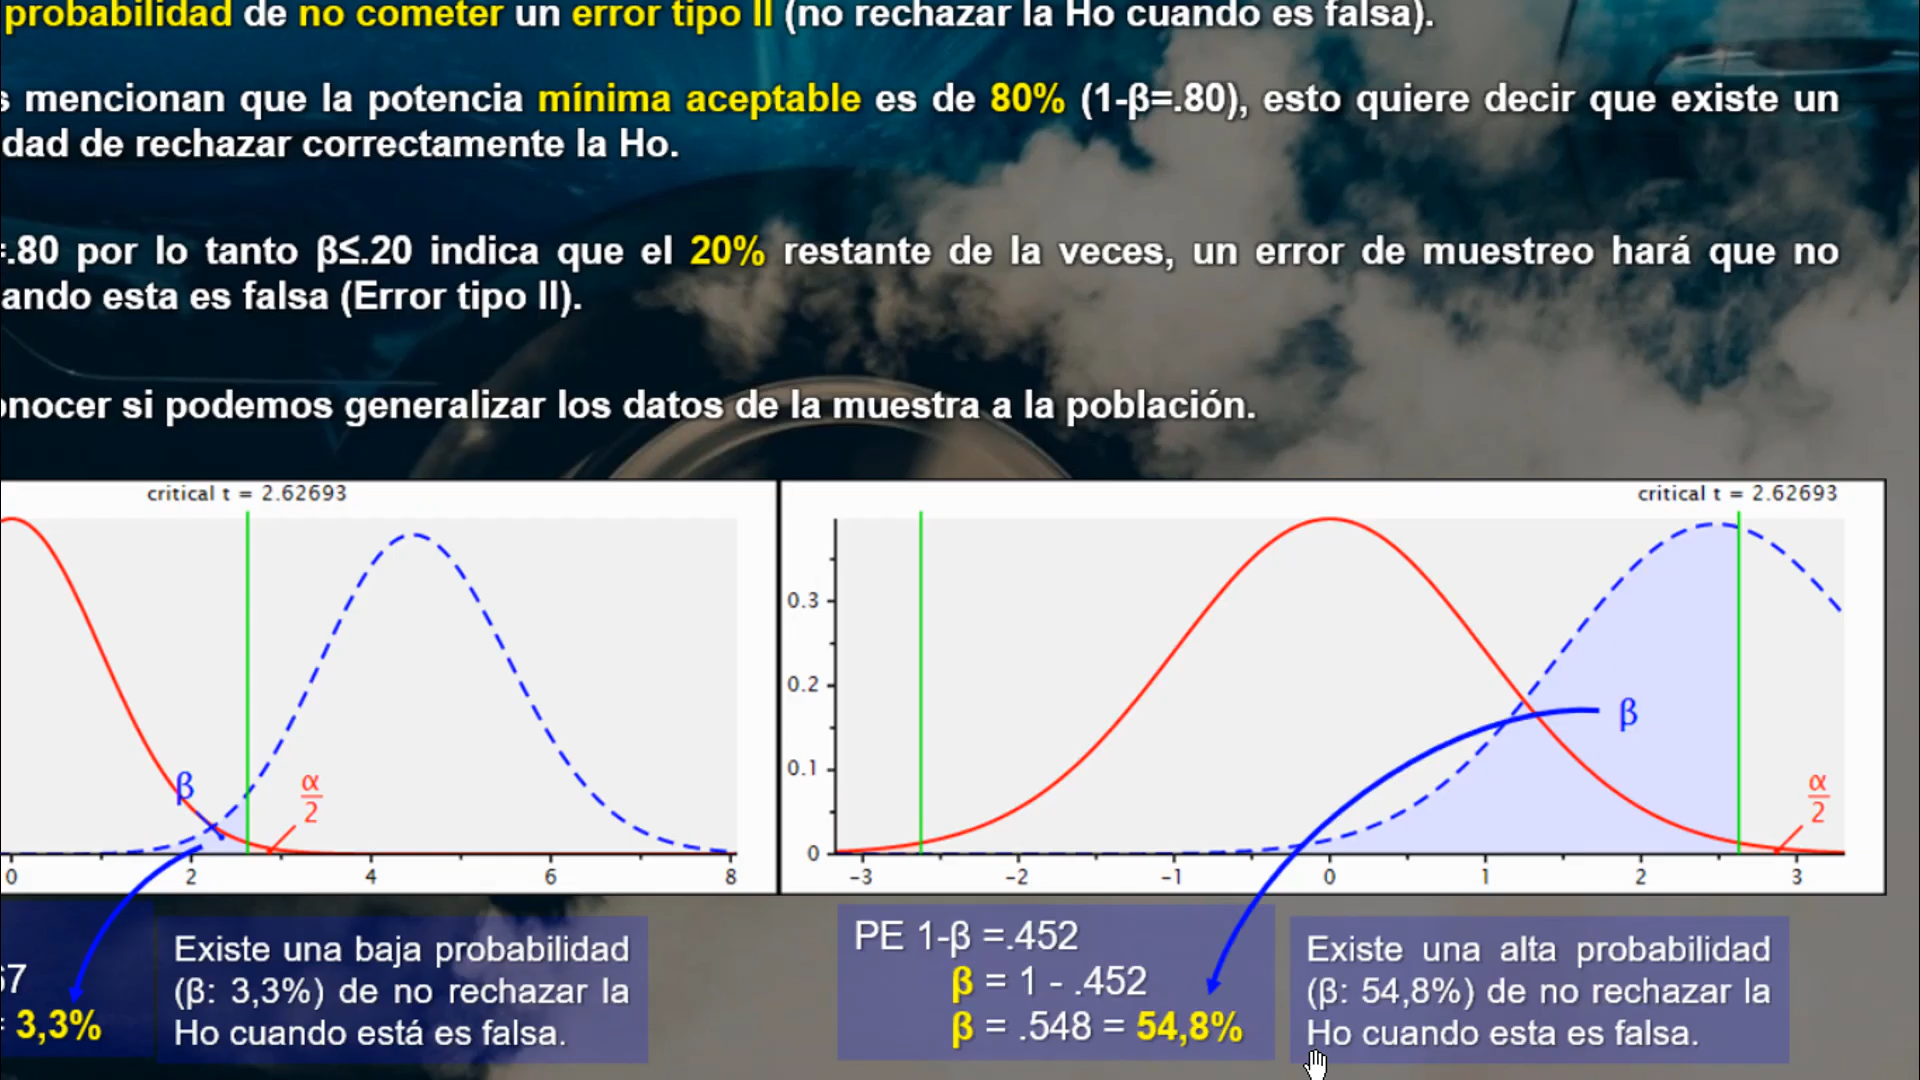 probabilidad de no cometer un error tipo II (no rechazar la Ho cuando es falsa).
s mencionan que la potencia mínima aceptable es de 80% (1-β=.80), esto quiere decir que existe un
dad de rechazar correctamente la Ho.
=.80 por lo tanto β≤.20 indica que el 20% restante de la veces, un error de muestreo hará que no
ando esta es falsa (Error tipo II).
onocer si podemos generalizar los datos de la muestra a la población.
critical t = 2.62693
β
α
2
0 2 4 6 8
critical t = 2.62693
0.3
0.2
0.1
0
β
α
2
-3 -2 -1 0 1 2 3
67
= 3,3%
Existe una baja probabilidad
(β: 3,3%) de no rechazar la
Ho cuando está es falsa.
PE 1-β =.452
β = 1 - .452
β = .548 = 54,8%
Existe una alta probabilidad
(β: 54,8%) de no rechazar la
Ho cuando esta es falsa.